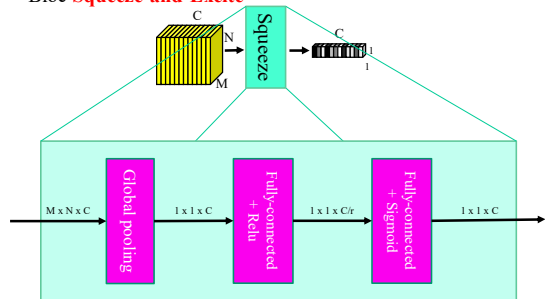 Bloc Squeeze-and-Excite
C
N
M
Squeeze
C
1
1
M x N x C
Global pooling
1 x 1 x C
Fully-connected
+ Relu
1 x 1 x C/r
Fully-connected
+ Sigmoid
1 x 1 x C